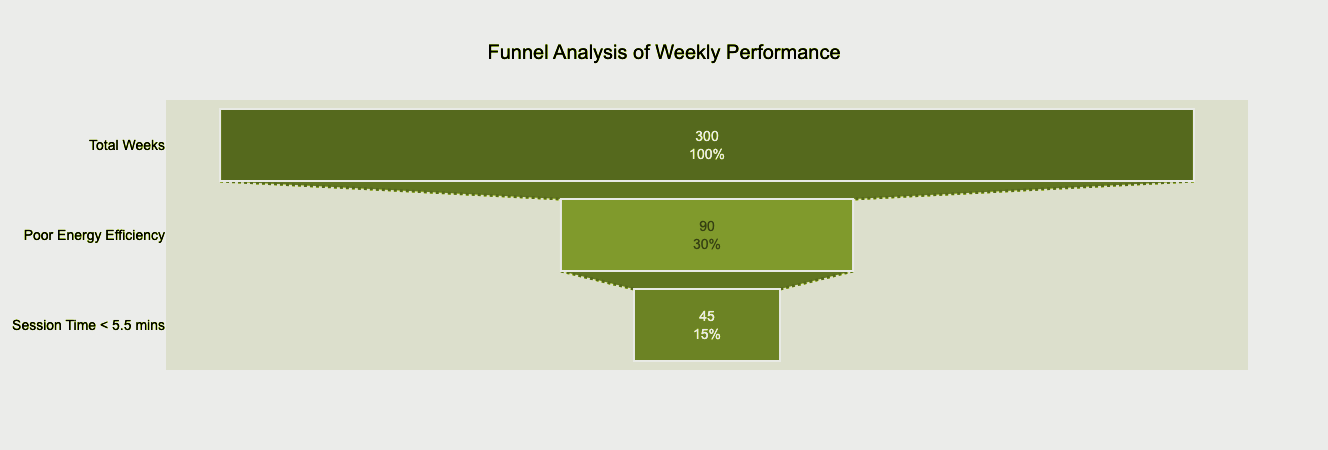 Funnel Analysis of Weekly Performance
Total Weeks
300
100%
Poor Energy Efficiency
90
30%
Session Time < 5.5 mins
45
15%